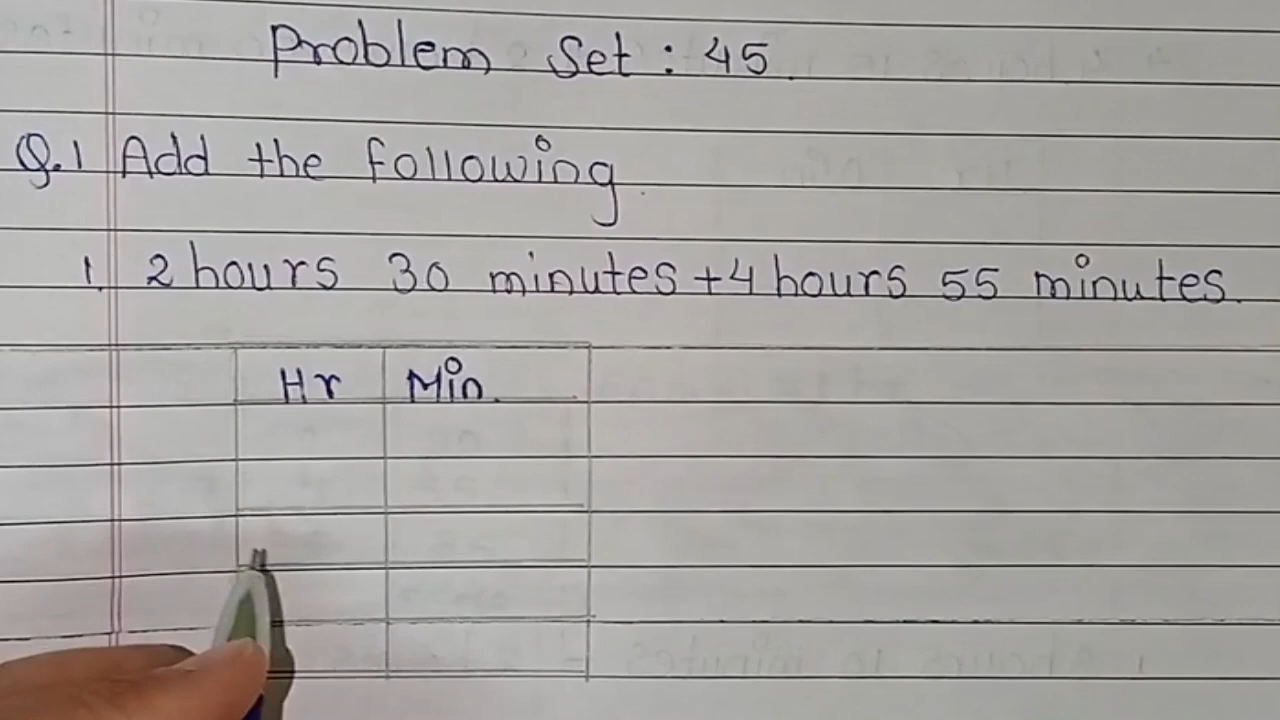 Problem Set : 45.
Q.1 Add the following.
1. 2 hours 30 minutes + 4 hours 55 minutes.
Hr Min.